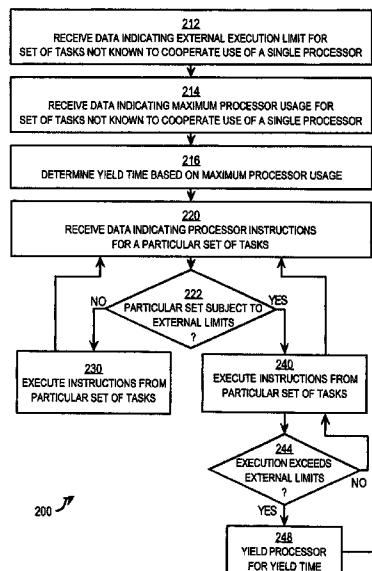 212
RECEIVE DATA INDICATING EXTERNAL EXECUTION LIMIT FOR
SET OF TASKS NOT KNOWN TO COOPERATE USE OF A SINGLE PROCESSOR
214
RECEIVE DATA INDICATING MAXIMUM PROCESSOR USAGE FOR
SET OF TASKS NOT KNOWN TO COOPERATE USE OF A SINGLE PROCESSOR
216
DETERMINE YIELD TIME BASED ON MAXIMUM PROCESSOR USAGE
220
RECEIVE DATA INDICATING PROCESSOR INSTRUCTIONS
FOR A PARTICULAR SET OF TASKS
NO
222
YES
PARTICULAR SET SUBJECT TO
EXTERNAL LIMITS
?
230
EXECUTE INSTRUCTIONS FROM
PARTICULAR SET OF TASKS
240
EXECUTE INSTRUCTIONS FROM
PARTICULAR SET OF TASKS
244
EXECUTION EXCEEDS
EXTERNAL LIMITS
?
NO
YES
200
248
YIELD PROCESSOR
FOR YIELD TIME